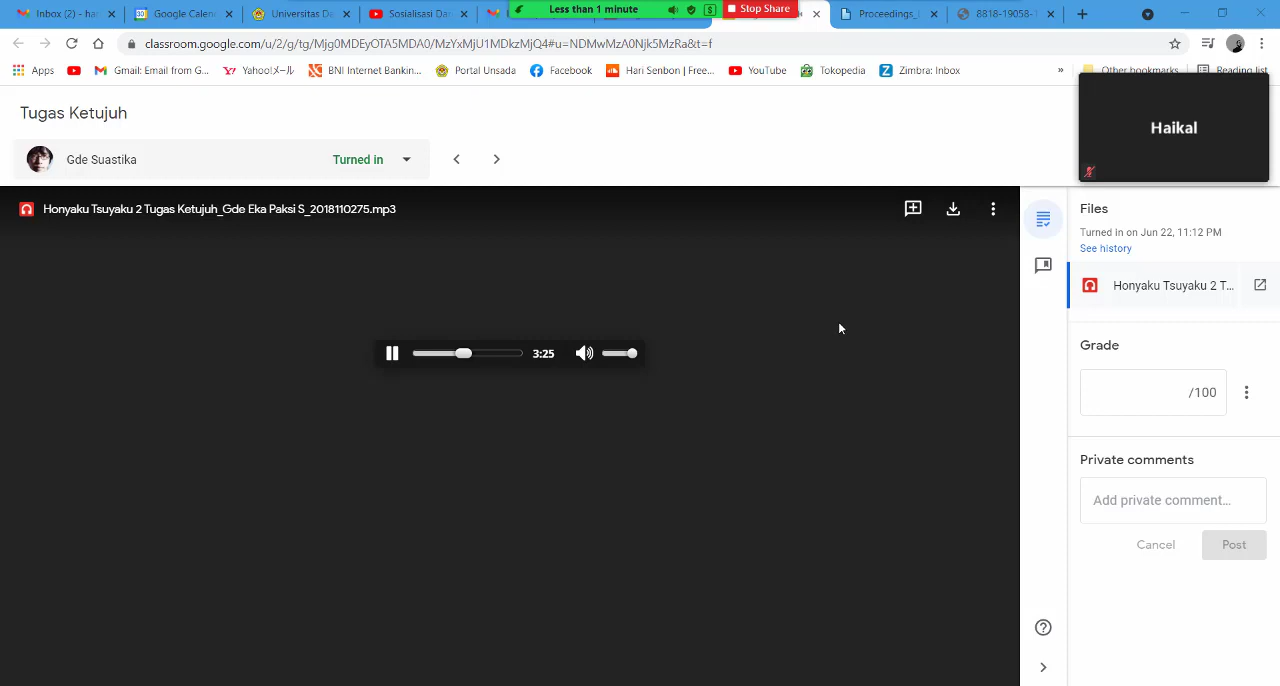 Inbox (2) - ha
Google Calen
Universitas Da
Sosialisasi Da
Less than 1 minute
Stop Share
Proceedings_
8818-19058-1
classroom.google.com/u/2/g/tg/Mjg0MDEyOTA5MDA0/MzYxMjU1MDkzMjQ4#u=NDMwMzA0Njk5MzRa&t=f
Apps
Gmail: Email from G...
Yahoo!メール
BNI Internet Bankin...
Portal Unsada
Facebook
Hari Senbon | Free...
YouTube
Tokopedia
Zimbra: Inbox
»
Other bookmarks
Reading list
Tugas Ketujuh
Haikal
Gde Suastika
Turned in
Honyaku Tsuyaku 2 Tugas Ketujuh_Gde Eka Paksi S_2018110275.mp3
Files
Turned in on Jun 22, 11:12 PM
See history
Honyaku Tsuyaku 2 T...
3:25
Grade
/100
Private comments
Add private comment...
Cancel
Post